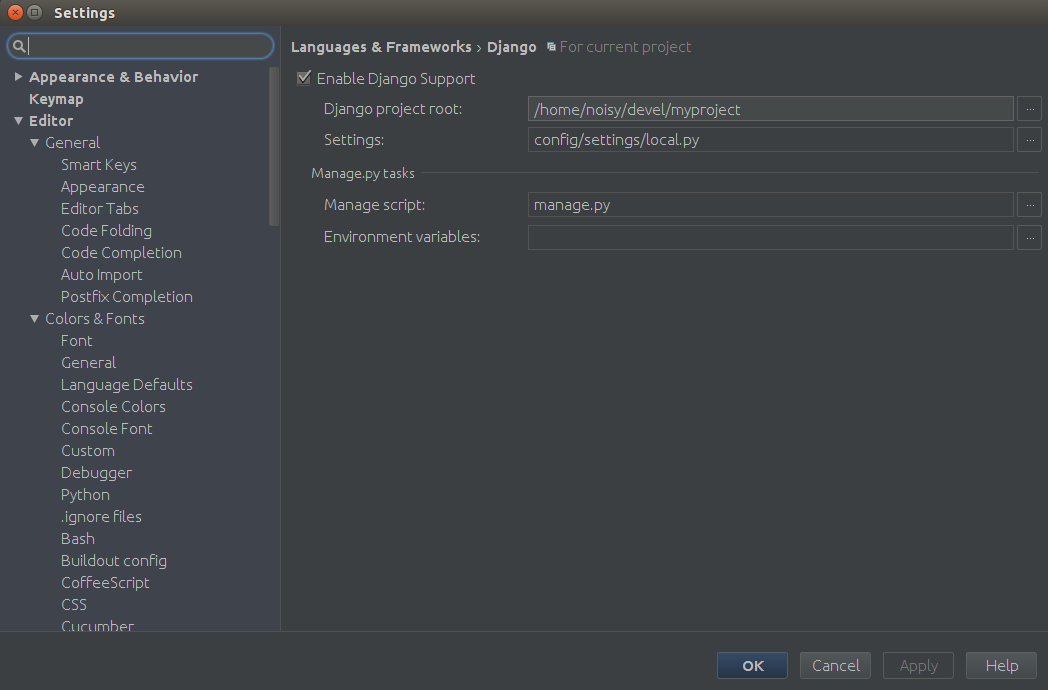 Settings
Languages & Frameworks › Django For current project
Appearance & Behavior
Keymap
Editor
General
Smart Keys
Appearance
Editor Tabs
Code Folding
Code Completion
Auto Import
Postfix Completion
Colors & Fonts
Font
General
Language Defaults
Console Colors
Console Font
Custom
Debugger
Python
.ignore files
Bash
Buildout config
CoffeeScript
CSS
Cucumber
Enable Django Support
Django project root: /home/noisy/devel/myproject ...
Settings: config/settings/local.py ...
Manage.py tasks
Manage script: manage.py ...
Environment variables: ...
OK Cancel Apply Help